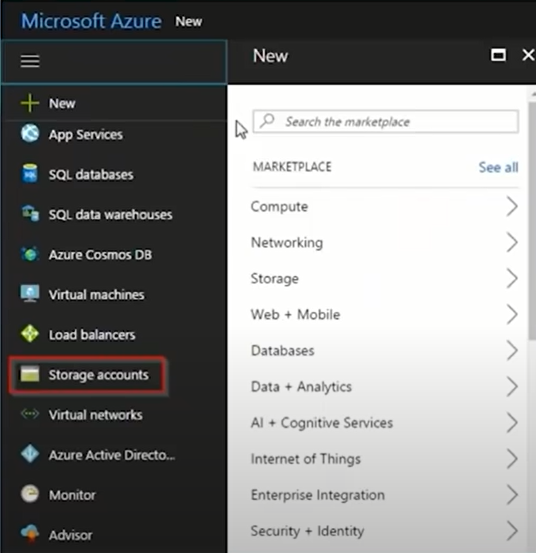 Microsoft Azure New
New
New
App Services
SQL databases
SQL data warehouses
Azure Cosmos DB
Virtual machines
Load balancers
Storage accounts
Virtual networks
Azure Active Directo...
Monitor
Advisor
Search the marketplace
MARKETPLACE See all
Compute
Networking
Storage
Web + Mobile
Databases
Data + Analytics
AI + Cognitive Services
Internet of Things
Enterprise Integration
Security + Identity